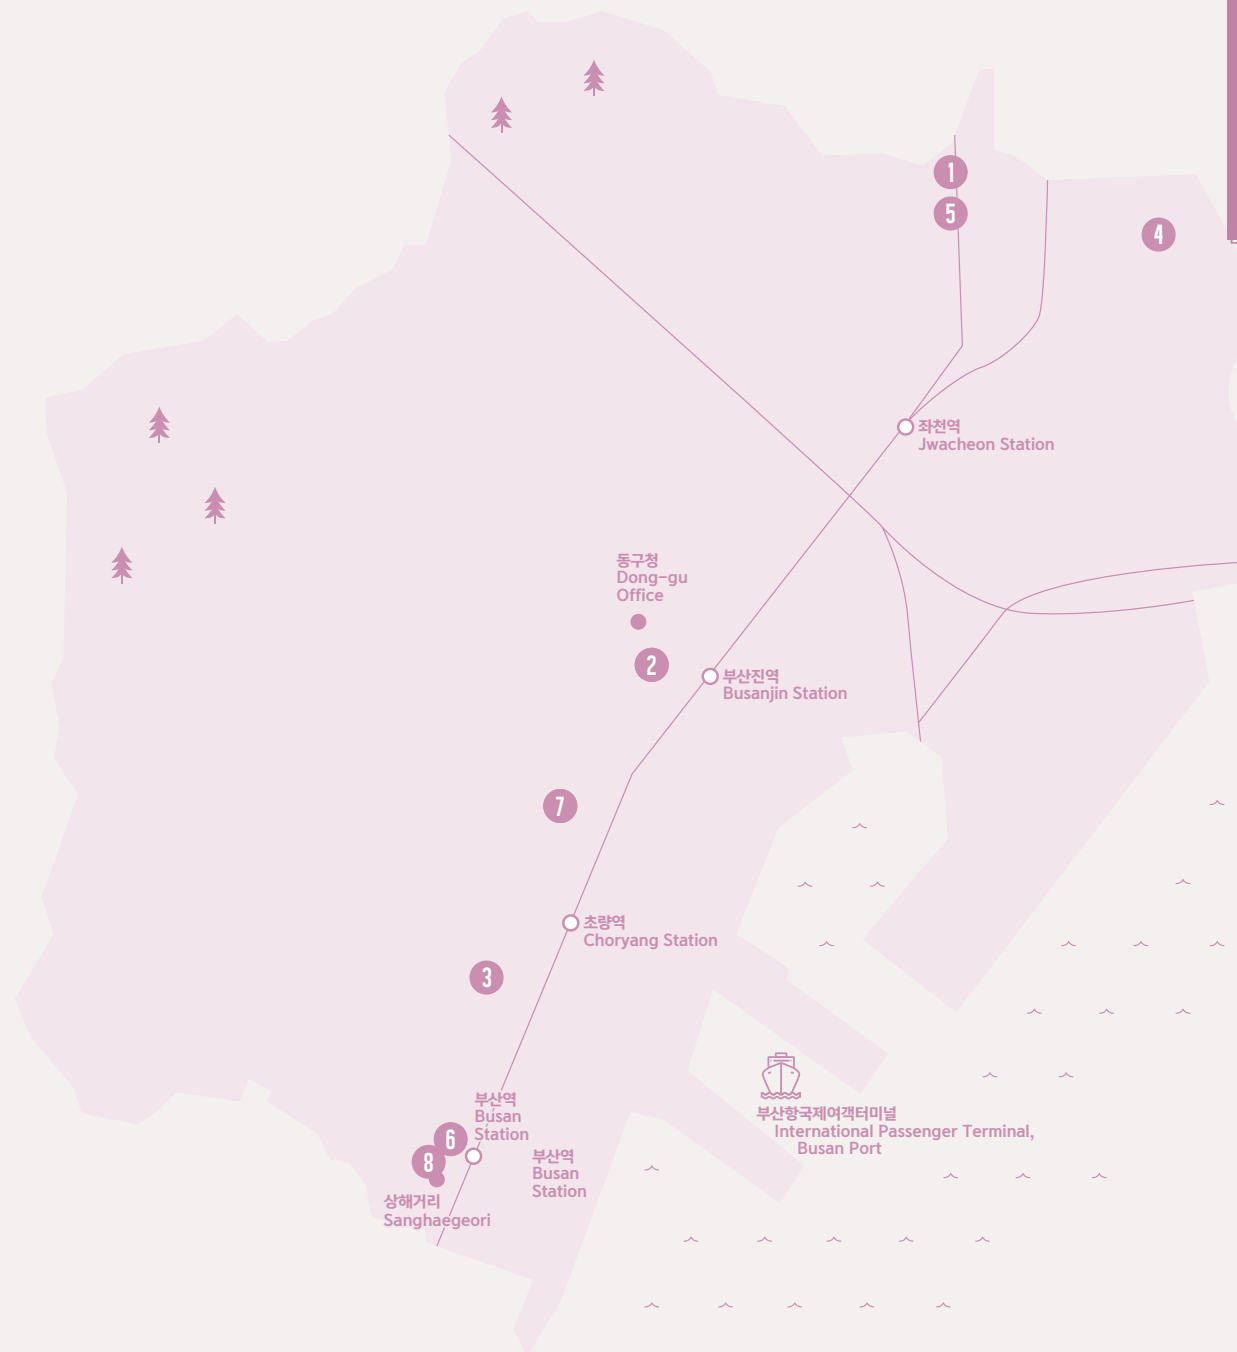 1
5
4
좌천역
Jwacheon Station
동구청
Dong-gu
Office
2
부산진역
Busanjin Station
7
초량역
Choryang Station
3
부산역
Busan
Station
6
8
부산역
Busan
Station
상해거리
Sanghaegeori
부산항국제여객터미널
International Passenger Terminal,
Busan Port